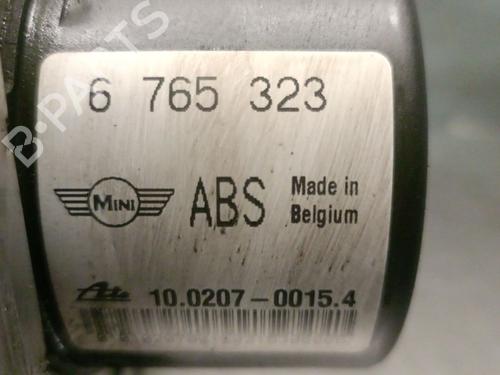 6 765 323
MINI
ABS
Made in
Belgium
Ate
10.0207-0015.4
B-PARTS